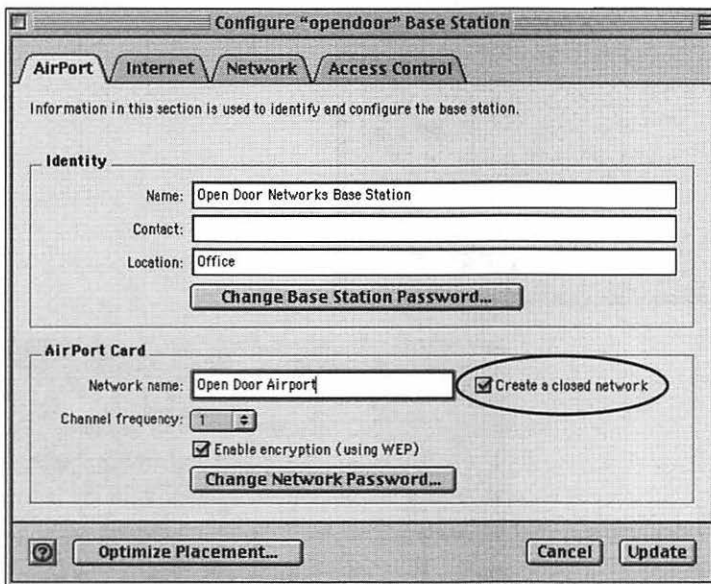 Configure “opendoor” Base Station
AirPort Internet Network Access Control
Information in this section is used to identify and configure the base station.
Identity
Name: Open Door Networks Base Station
Contact:
Location: Office
Change Base Station Password...
AirPort Card
Network name: Open Door Airport Create a closed network
Channel frequency: 1
Enable encryption (using WEP)
Change Network Password...
? Optimize Placement... Cancel Update